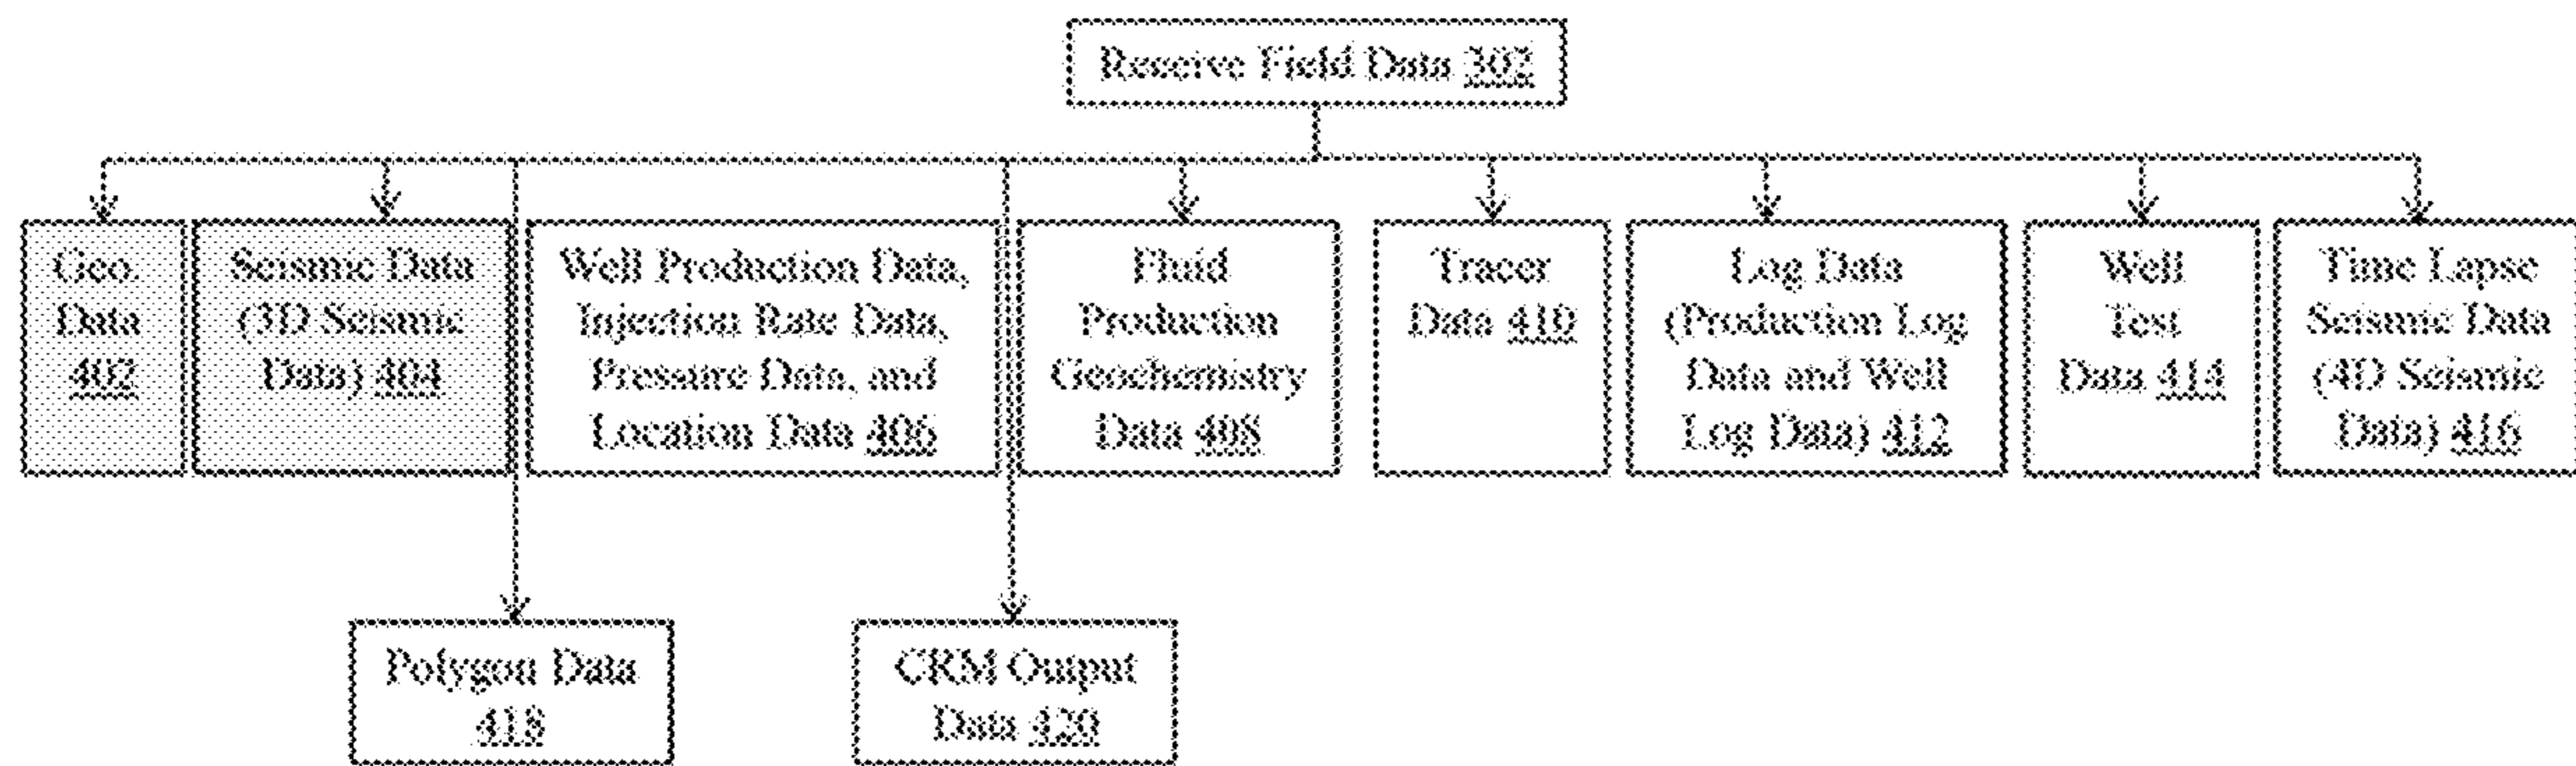 Reserve Field Data 302
Geo.
Data
402
Seismic Data
(3D Seismic
Data) 404
Well Production Data,
Injection Rate Data,
Pressure Data, and
Location Data 406
Fluid
Production
Geochemistry
Data 408
Tracer
Data 410
Log Data
(Production Log
Data and Well
Log Data) 412
Well
Test
Data 414
Time Lapse
Seismic Data
(4D Seismic
Data) 416
Polygon Data
418
CRM Output
Data 420